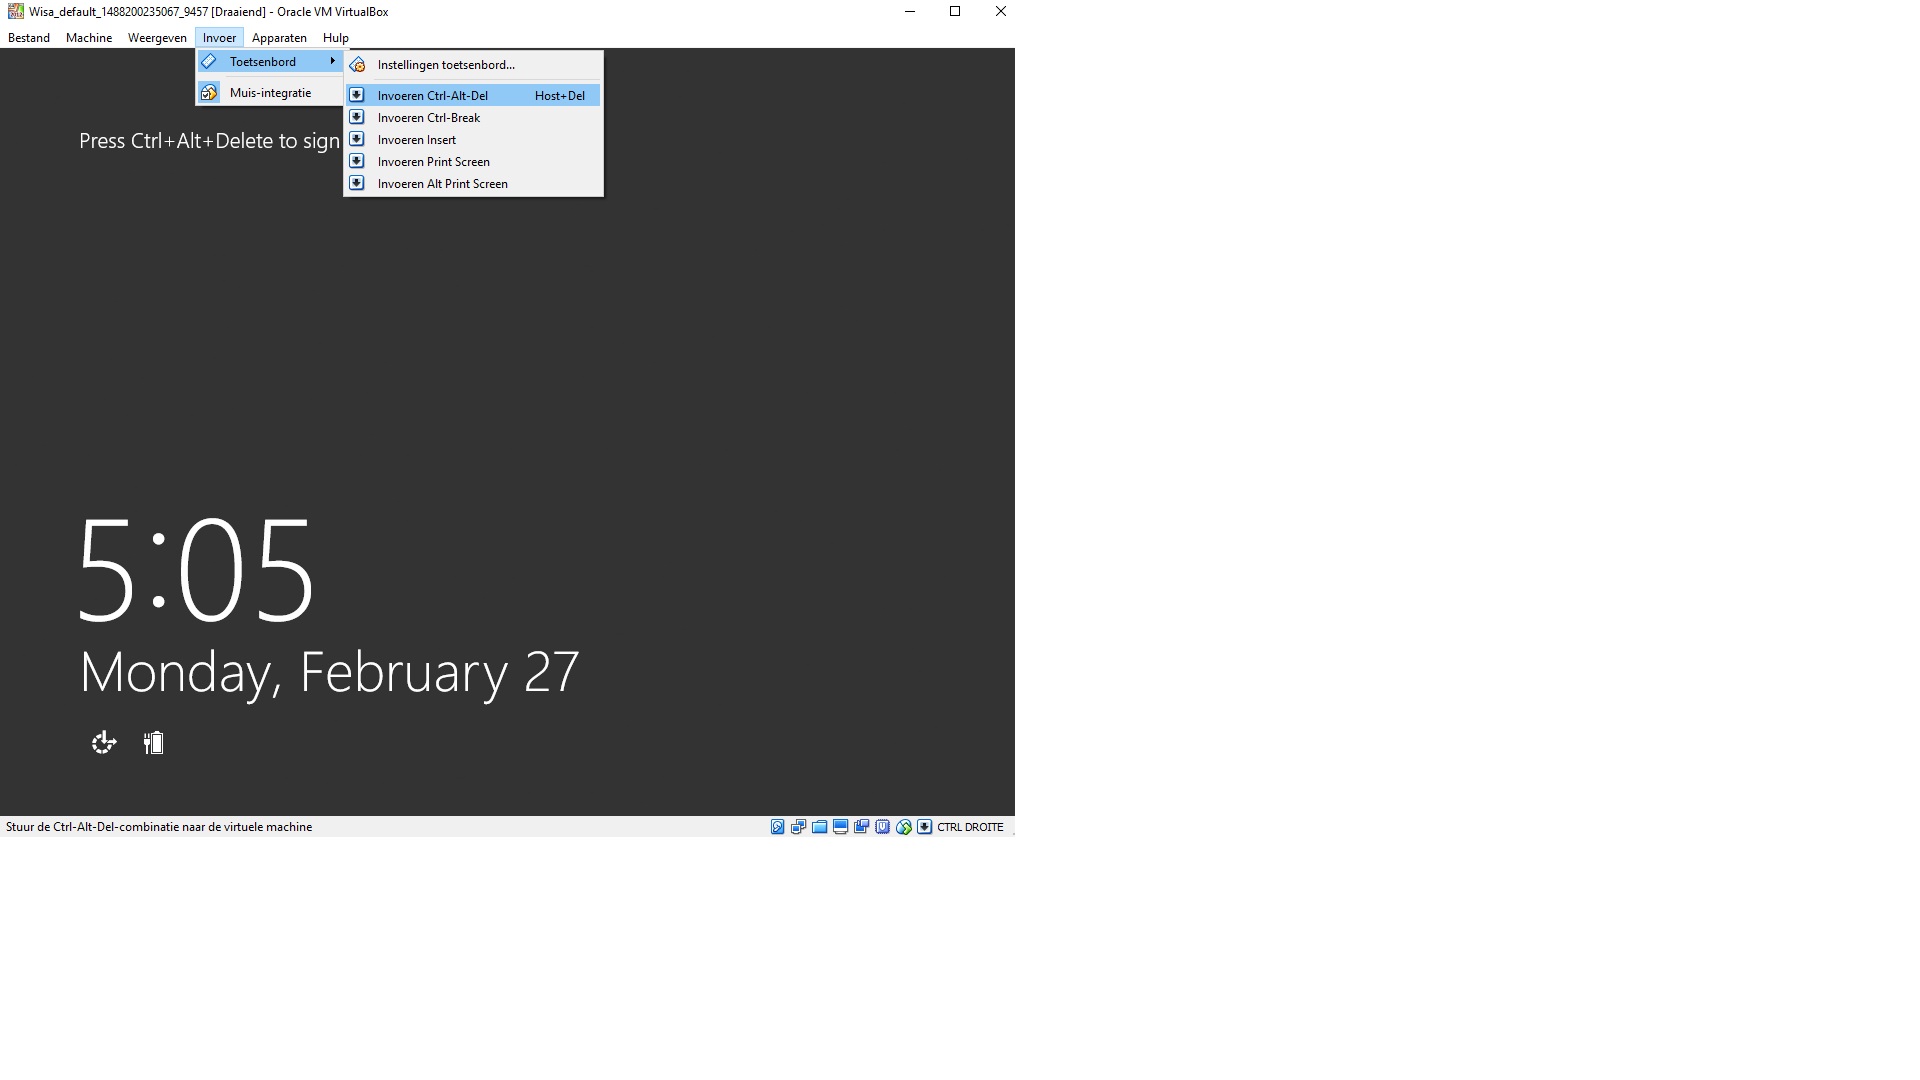 Wisa_default_1488200235067_9457 [Draaiend] - Oracle VM VirtualBox
Bestand Machine Weergeven Invoer Apparaten Hulp
Toetsenbord
Muis-integratie
Instellingen toetsenbord...
Invoeren Ctrl-Alt-Del Host+Del
Invoeren Ctrl-Break
Invoeren Insert
Invoeren Print Screen
Invoeren Alt Print Screen
Press Ctrl+Alt+Delete to sign
5:05
Monday, February 27
Stuur de Ctrl-Alt-Del-combinatie naar de virtuele machine
CTRL DROITE